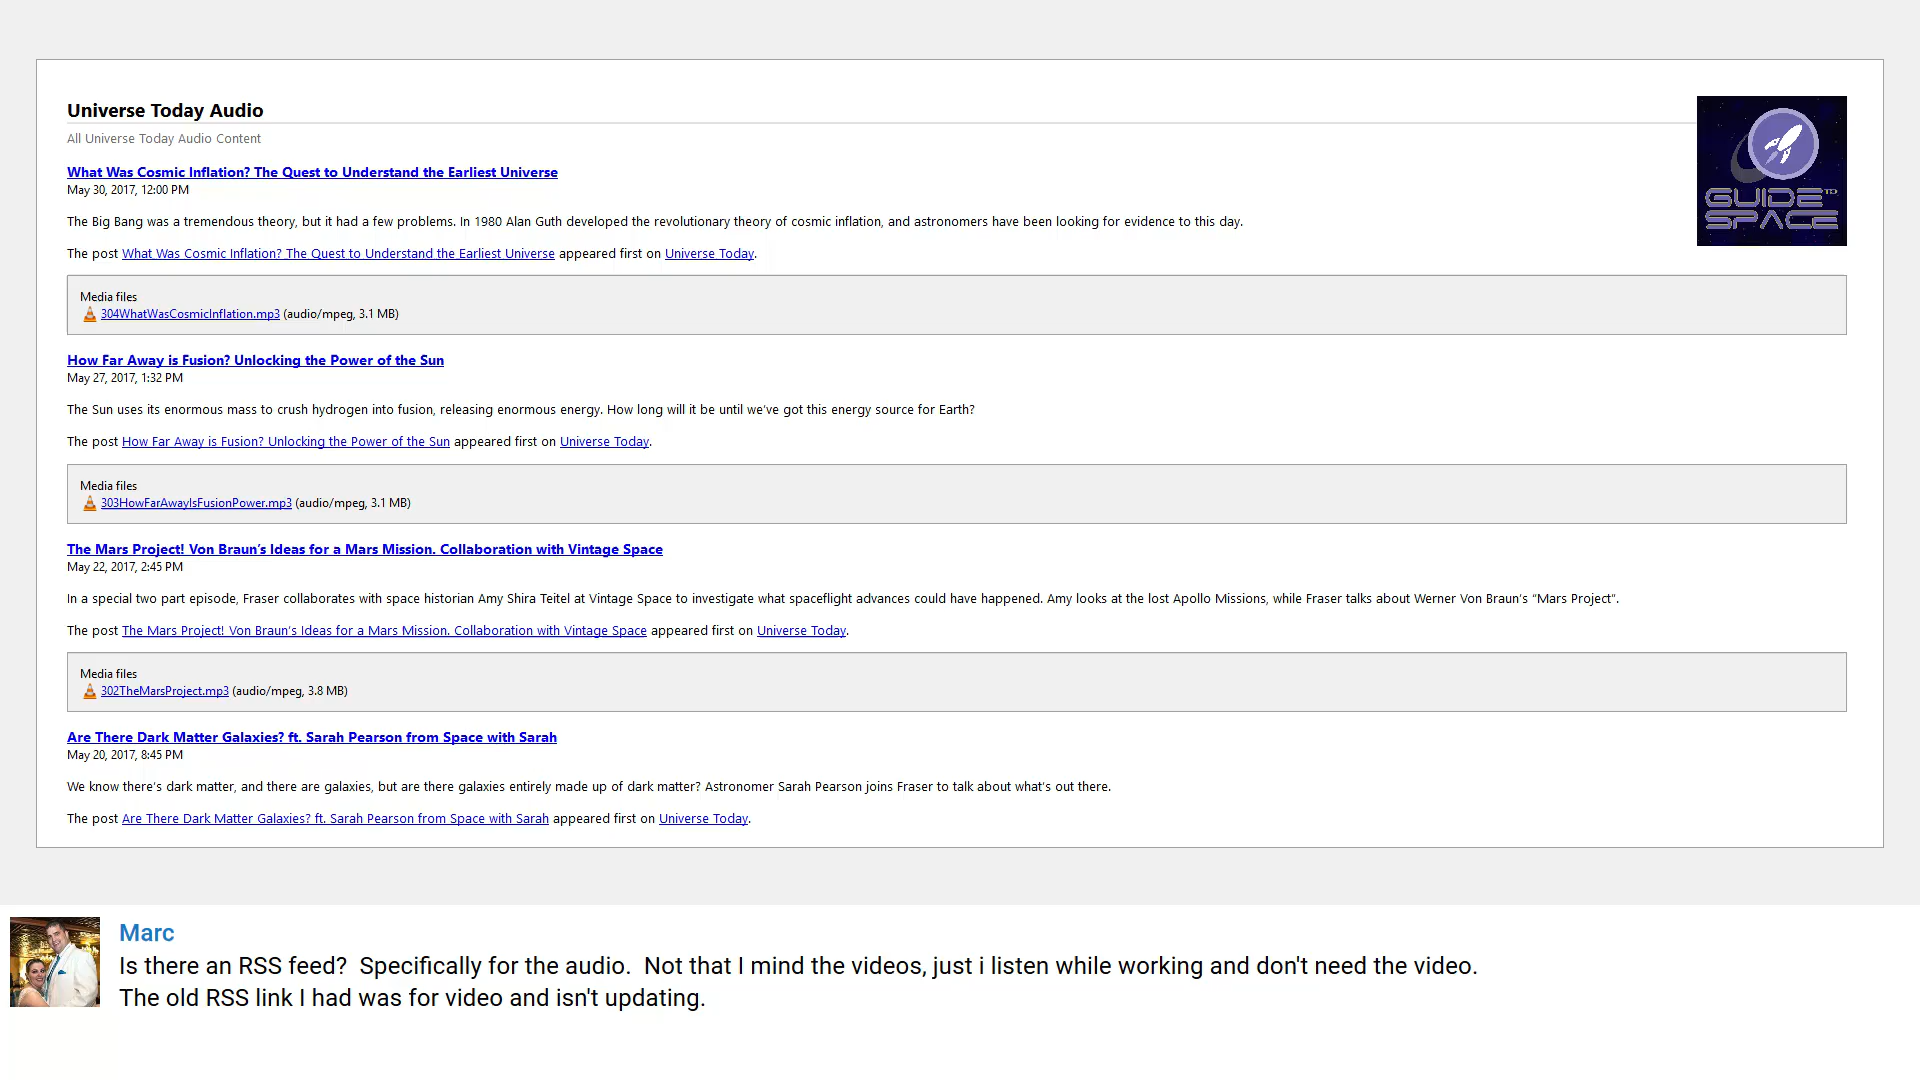 Universe Today Audio
All Universe Today Audio Content
GUIDE TO
SPACE
What Was Cosmic Inflation? The Quest to Understand the Earliest Universe
May 30, 2017, 12:00 PM
The Big Bang was a tremendous theory, but it had a few problems. In 1980 Alan Guth developed the revolutionary theory of cosmic inflation, and astronomers have been looking for evidence to this day.
The post What Was Cosmic Inflation? The Quest to Understand the Earliest Universe appeared first on Universe Today.
Media files
304WhatWasCosmicInflation.mp3 (audio/mpeg, 3.1 MB)
How Far Away is Fusion? Unlocking the Power of the Sun
May 27, 2017, 1:32 PM
The Sun uses its enormous mass to crush hydrogen into fusion, releasing enormous energy. How long will it be until we’ve got this energy source for Earth?
The post How Far Away is Fusion? Unlocking the Power of the Sun appeared first on Universe Today.
Media files
303HowFarAwayIsFusionPower.mp3 (audio/mpeg, 3.1 MB)
The Mars Project! Von Braun’s Ideas for a Mars Mission. Collaboration with Vintage Space
May 22, 2017, 2:45 PM
In a special two part episode, Fraser collaborates with space historian Amy Shira Teitel at Vintage Space to investigate what spaceflight advances could have happened. Amy looks at the lost Apollo Missions, while Fraser talks about Werner Von Braun’s “Mars Project”.
The post The Mars Project! Von Braun’s Ideas for a Mars Mission. Collaboration with Vintage Space appeared first on Universe Today.
Media files
302TheMarsProject.mp3 (audio/mpeg, 3.8 MB)
Are There Dark Matter Galaxies? ft. Sarah Pearson from Space with Sarah
May 20, 2017, 8:45 PM
We know there’s dark matter, and there are galaxies, but are there galaxies entirely made up of dark matter? Astronomer Sarah Pearson joins Fraser to talk about what’s out there.
The post Are There Dark Matter Galaxies? ft. Sarah Pearson from Space with Sarah appeared first on Universe Today.
Marc
Is there an RSS feed?  Specifically for the audio.  Not that I mind the videos, just i listen while working and don't need the video.
The old RSS link I had was for video and isn't updating.